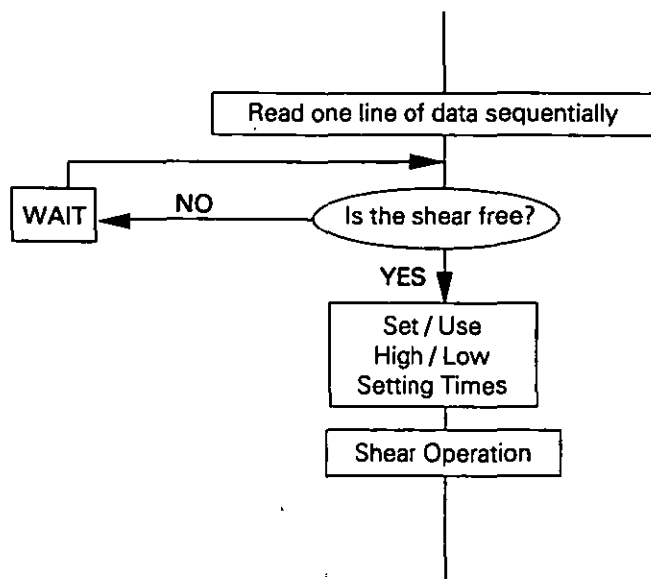 Read one line of data sequentially
WAIT
NO
Is the shear free?
YES
Set / Use
High / Low
Setting Times
Shear Operation